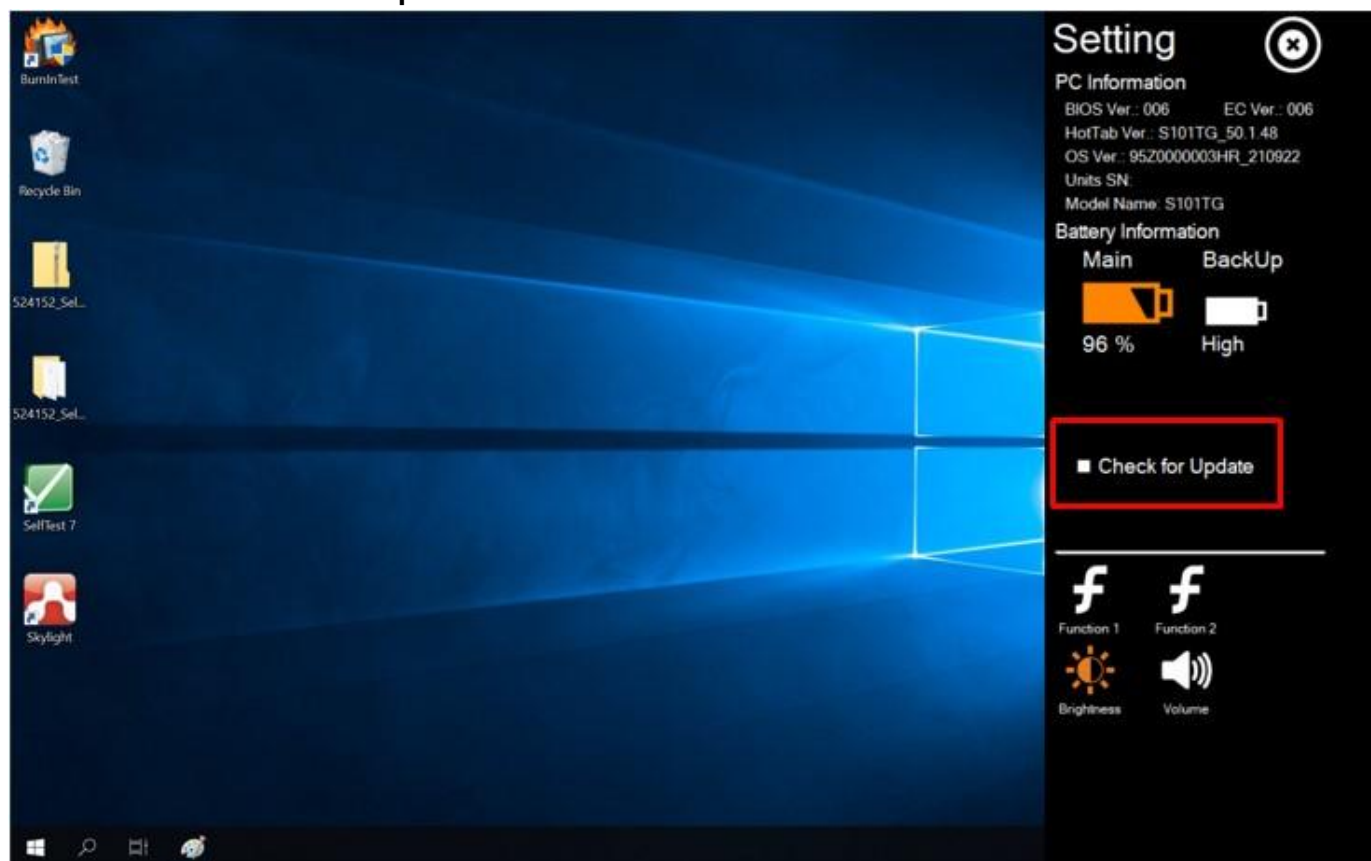 BurnInTest
Recycle Bin
524152_Sel...
524152_Sel...
SelfTest 7
Skylight
Setting
PC Information
BIOS Ver.: 006 EC Ver.: 006
HotTab Ver.: S101TG_50.1.48
OS Ver.: 95Z0000003HR_210922
Units SN:
Model Name: S101TG
Battery Information
Main BackUp
96 % High
Check for Update
Function 1 Function 2
Brightness Volume